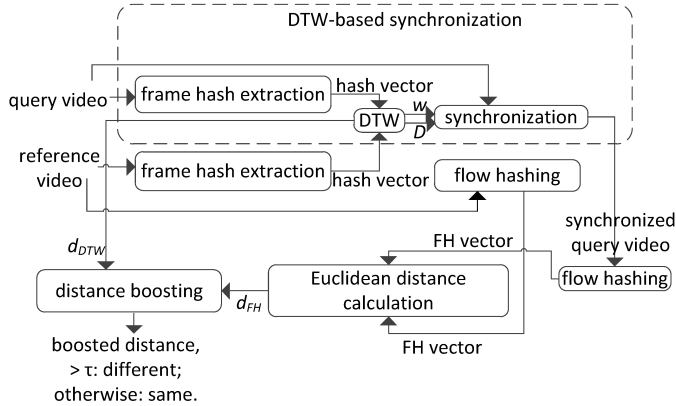 DTW-based synchronization
query video
frame hash extraction
hash vector
DTW
w
D
synchronization
reference
video
frame hash extraction
hash vector
flow hashing
synchronized
query video
FH vector
flow hashing
d_DTW
distance boosting
d_FH
Euclidean distance
calculation
FH vector
boosted distance,
> τ: different;
otherwise: same.